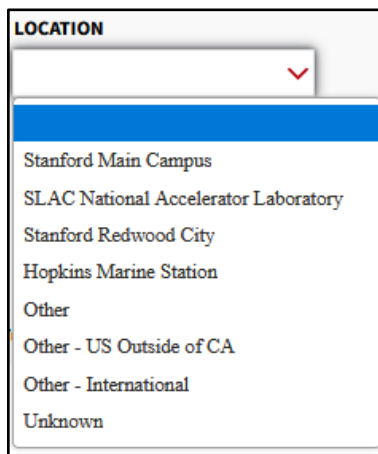 LOCATION
Stanford Main Campus
SLAC National Accelerator Laboratory
Stanford Redwood City
Hopkins Marine Station
Other
Other - US Outside of CA
Other - International
Unknown